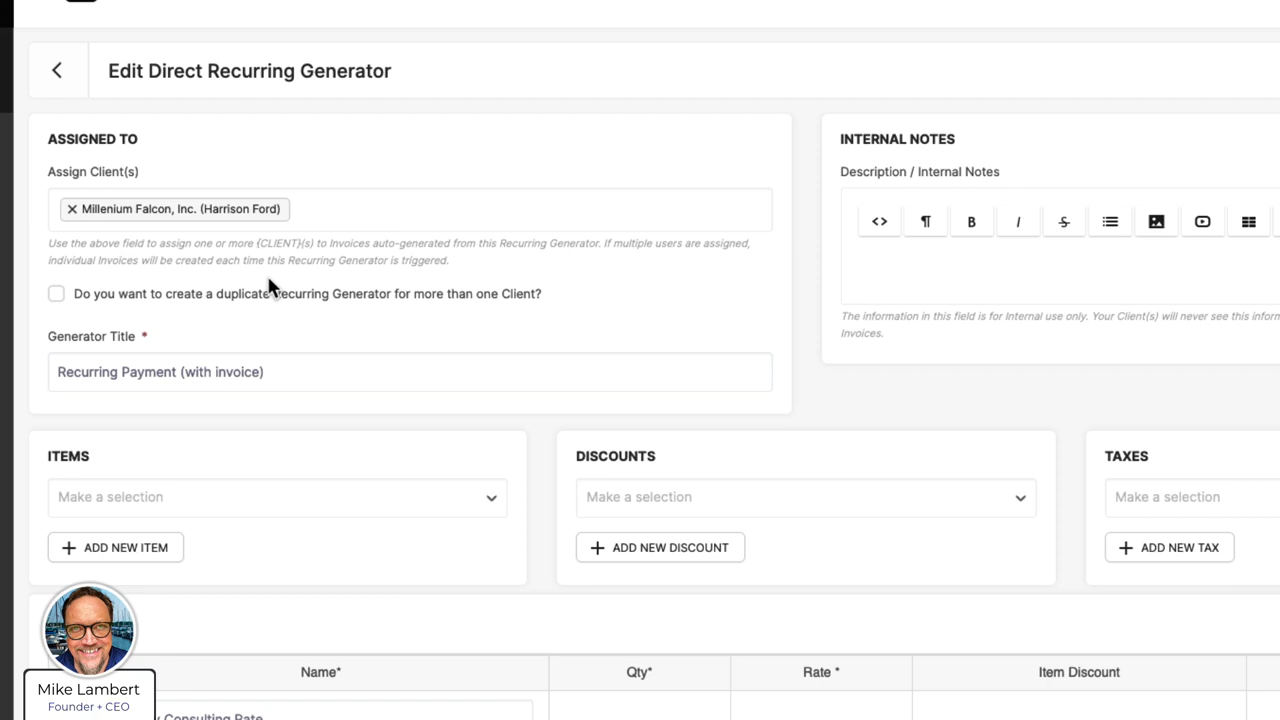 Edit Direct Recurring Generator
ASSIGNED TO
Assign Client(s)
Millenium Falcon, Inc. (Harrison Ford)
Use the above field to assign one or more {CLIENT}(s) to Invoices auto-generated from this Recurring Generator. If multiple users are assigned,
individual Invoices will be created each time this Recurring Generator is triggered.
Do you want to create a duplicate Recurring Generator for more than one Client?
Generator Title *
Recurring Payment (with invoice)
INTERNAL NOTES
Description / Internal Notes
The information in this field is for Internal use only. Your Client(s) will never see this
Invoices.
ITEMS
Make a selection
ADD NEW ITEM
DISCOUNTS
Make a selection
ADD NEW DISCOUNT
TAXES
Make a selection
ADD NEW TAX
Name*
Qty*
Rate *
Item Discount
Consulting Rate
Mike Lambert
Founder + CEO